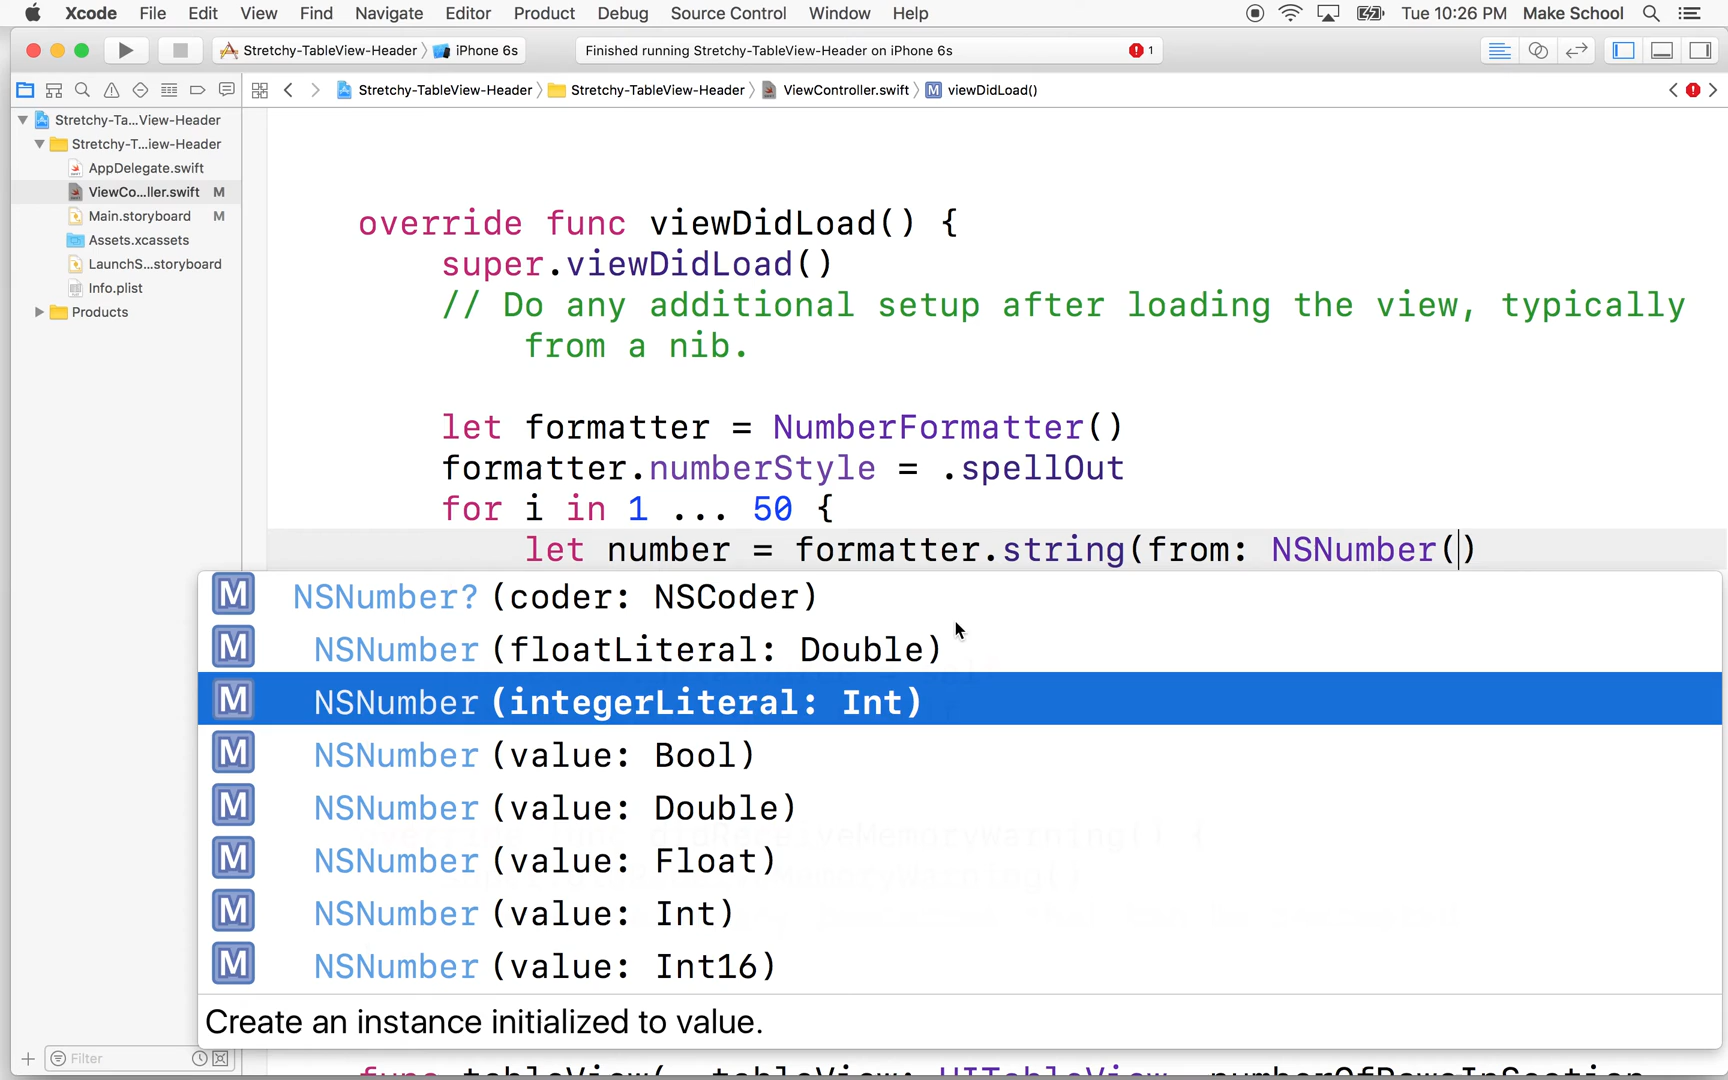 Xcode File Edit View Find Navigate Editor Product Debug Source Control Window Help Tue 10:26 PM Make School
Stretchy-TableView-Header iPhone 6s Finished running Stretchy-TableView-Header on iPhone 6s 1
Stretchy-TableView-Header Stretchy-TableView-Header ViewController.swift M viewDidLoad()
Stretchy-Ta...View-Header
Stretchy-T...iew-Header
AppDelegate.swift
ViewCo...ller.swift M
Main.storyboard M
Assets.xcassets
LaunchS...storyboard
Info.plist
Products
override func viewDidLoad() {
super.viewDidLoad()
// Do any additional setup after loading the view, typically
from a nib.
let formatter = NumberFormatter()
formatter.numberStyle = .spellOut
for i in 1 ... 50 {
let number = formatter.string(from: NSNumber()
M NSNumber? (coder: NSCoder)
M NSNumber (floatLiteral: Double)
M NSNumber (integerLiteral: Int)
M NSNumber (value: Bool)
M NSNumber (value: Double)
M NSNumber (value: Float)
M NSNumber (value: Int)
M NSNumber (value: Int16)
Create an instance initialized to value.
Filter
func tableView(_ tableView: UITableView, numberOfRowsInSection